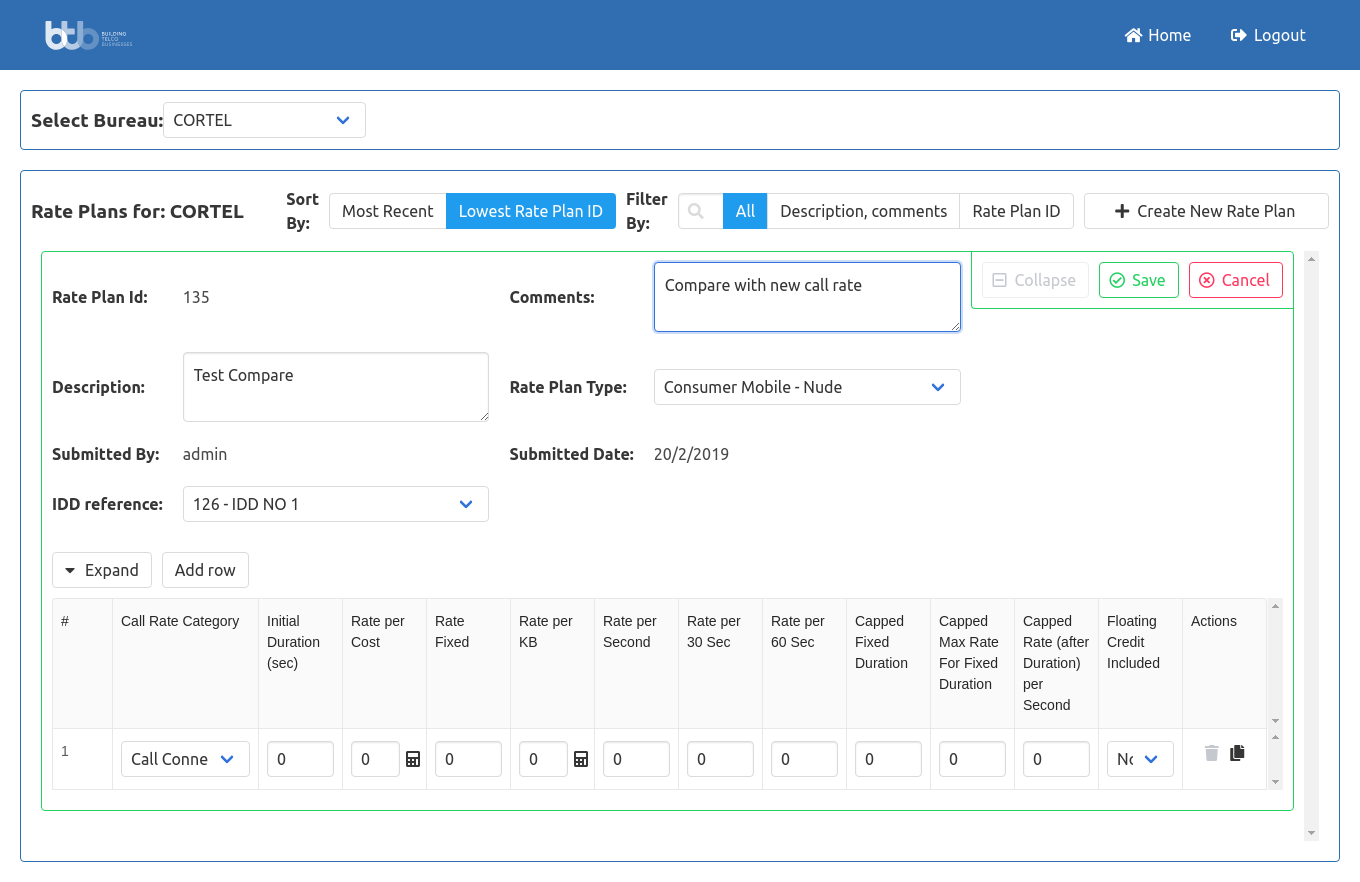 btb BUILDING TELCO BUSINESSES
Home
Logout
Select Bureau: CORTEL
Rate Plans for: CORTEL
Sort By:
Most Recent
Lowest Rate Plan ID
Filter By:
All
Description, comments
Rate Plan ID
Create New Rate Plan
Rate Plan Id: 135
Comments: Compare with new call rate
Collapse
Save
Cancel
Description: Test Compare
Rate Plan Type: Consumer Mobile - Nude
Submitted By: admin
Submitted Date: 20/2/2019
IDD reference: 126 - IDD NO 1
Expand
Add row
#
Call Rate Category
Initial Duration (sec)
Rate per Cost
Rate Fixed
Rate per KB
Rate per Second
Rate per 30 Sec
Rate per 60 Sec
Capped Fixed Duration
Capped Max Rate For Fixed Duration
Capped Rate (after Duration) per Second
Floating Credit Included
Actions
1
Call Conne
0
0
0
0
0
0
0
0
0
0
No